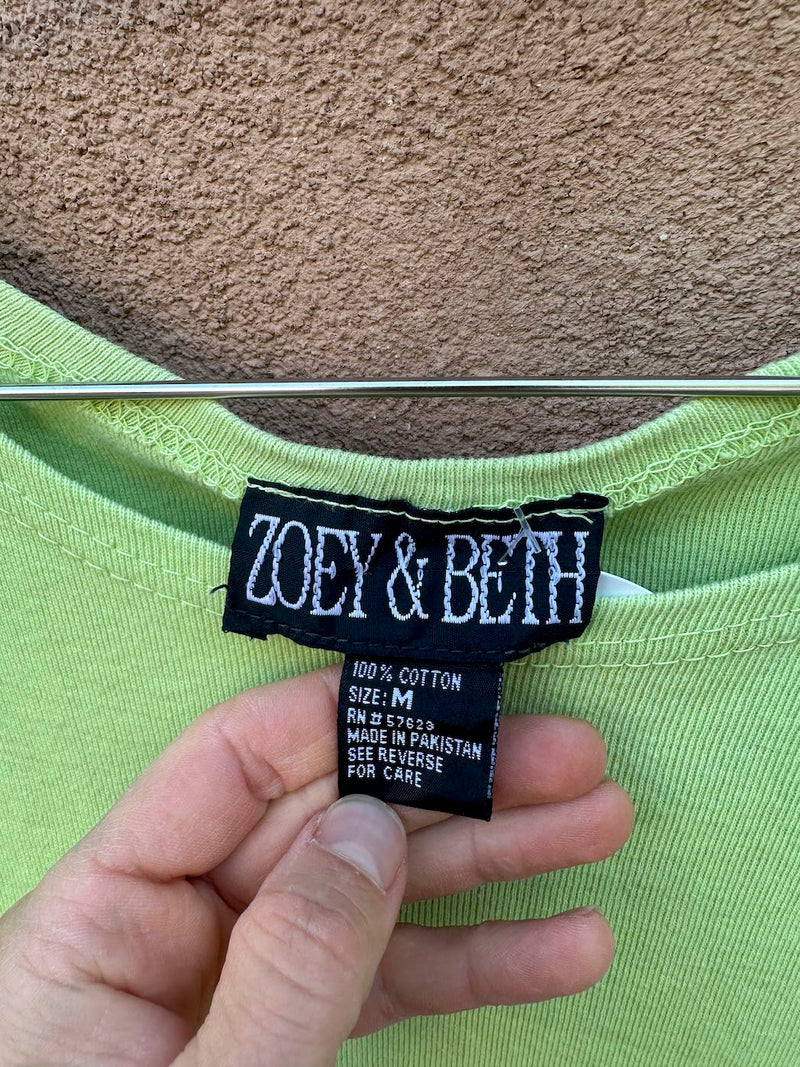 ZOEY & BETH
100% COTTON
SIZE: M
RN # 57623
MADE IN PAKISTAN
SEE REVERSE
FOR CARE